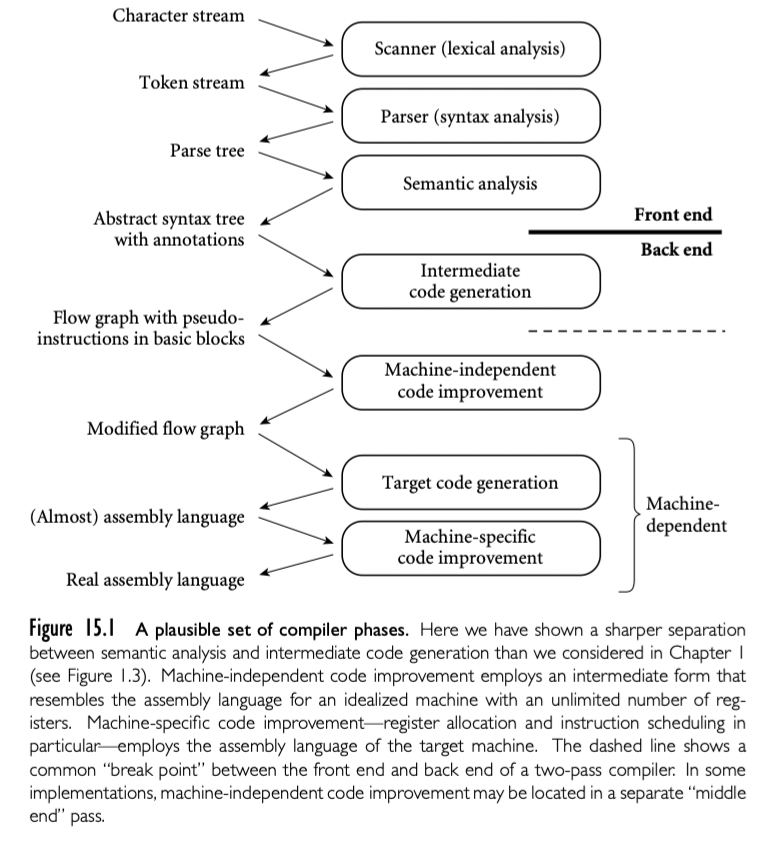 Character stream
Scanner (lexical analysis)
Token stream
Parser (syntax analysis)
Parse tree
Semantic analysis
Abstract syntax tree
with annotations
Front end
Back end
Intermediate
code generation
Flow graph with pseudo-
instructions in basic blocks
Machine-independent
code improvement
Modified flow graph
Target code generation
(Almost) assembly language
Machine-
dependent
Machine-specific
code improvement
Real assembly language
Figure 15.1 A plausible set of compiler phases. Here we have shown a sharper separation
between semantic analysis and intermediate code generation than we considered in Chapter 1
(see Figure 1.3). Machine-independent code improvement employs an intermediate form that
resembles the assembly language for an idealized machine with an unlimited number of reg-
isters. Machine-specific code improvement—register allocation and instruction scheduling in
particular—employs the assembly language of the target machine. The dashed line shows a
common “break point” between the front end and back end of a two-pass compiler. In some
implementations, machine-independent code improvement may be located in a separate “middle
end” pass.